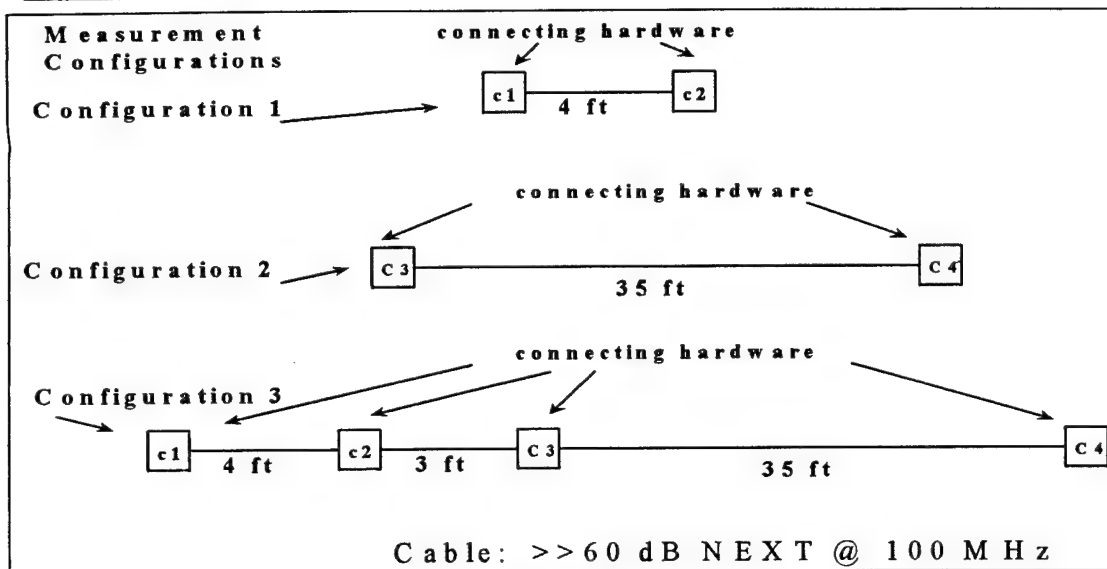 Measurement
Configurations
connecting hardware
Configuration 1
c1
c2
4 ft
connecting hardware
Configuration 2
C3
C4
35 ft
connecting hardware
Configuration 3
c1
4 ft
c2
3 ft
C3
35 ft
C4
Cable: >>60 dB NEXT @ 100 MHz